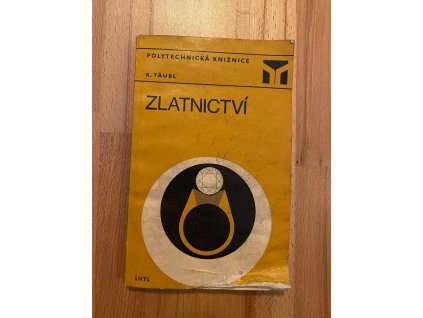 POLYTECHNICKÁ KNIŽNICE
K. TÄUBL
ZLATNICTVÍ
SNTL